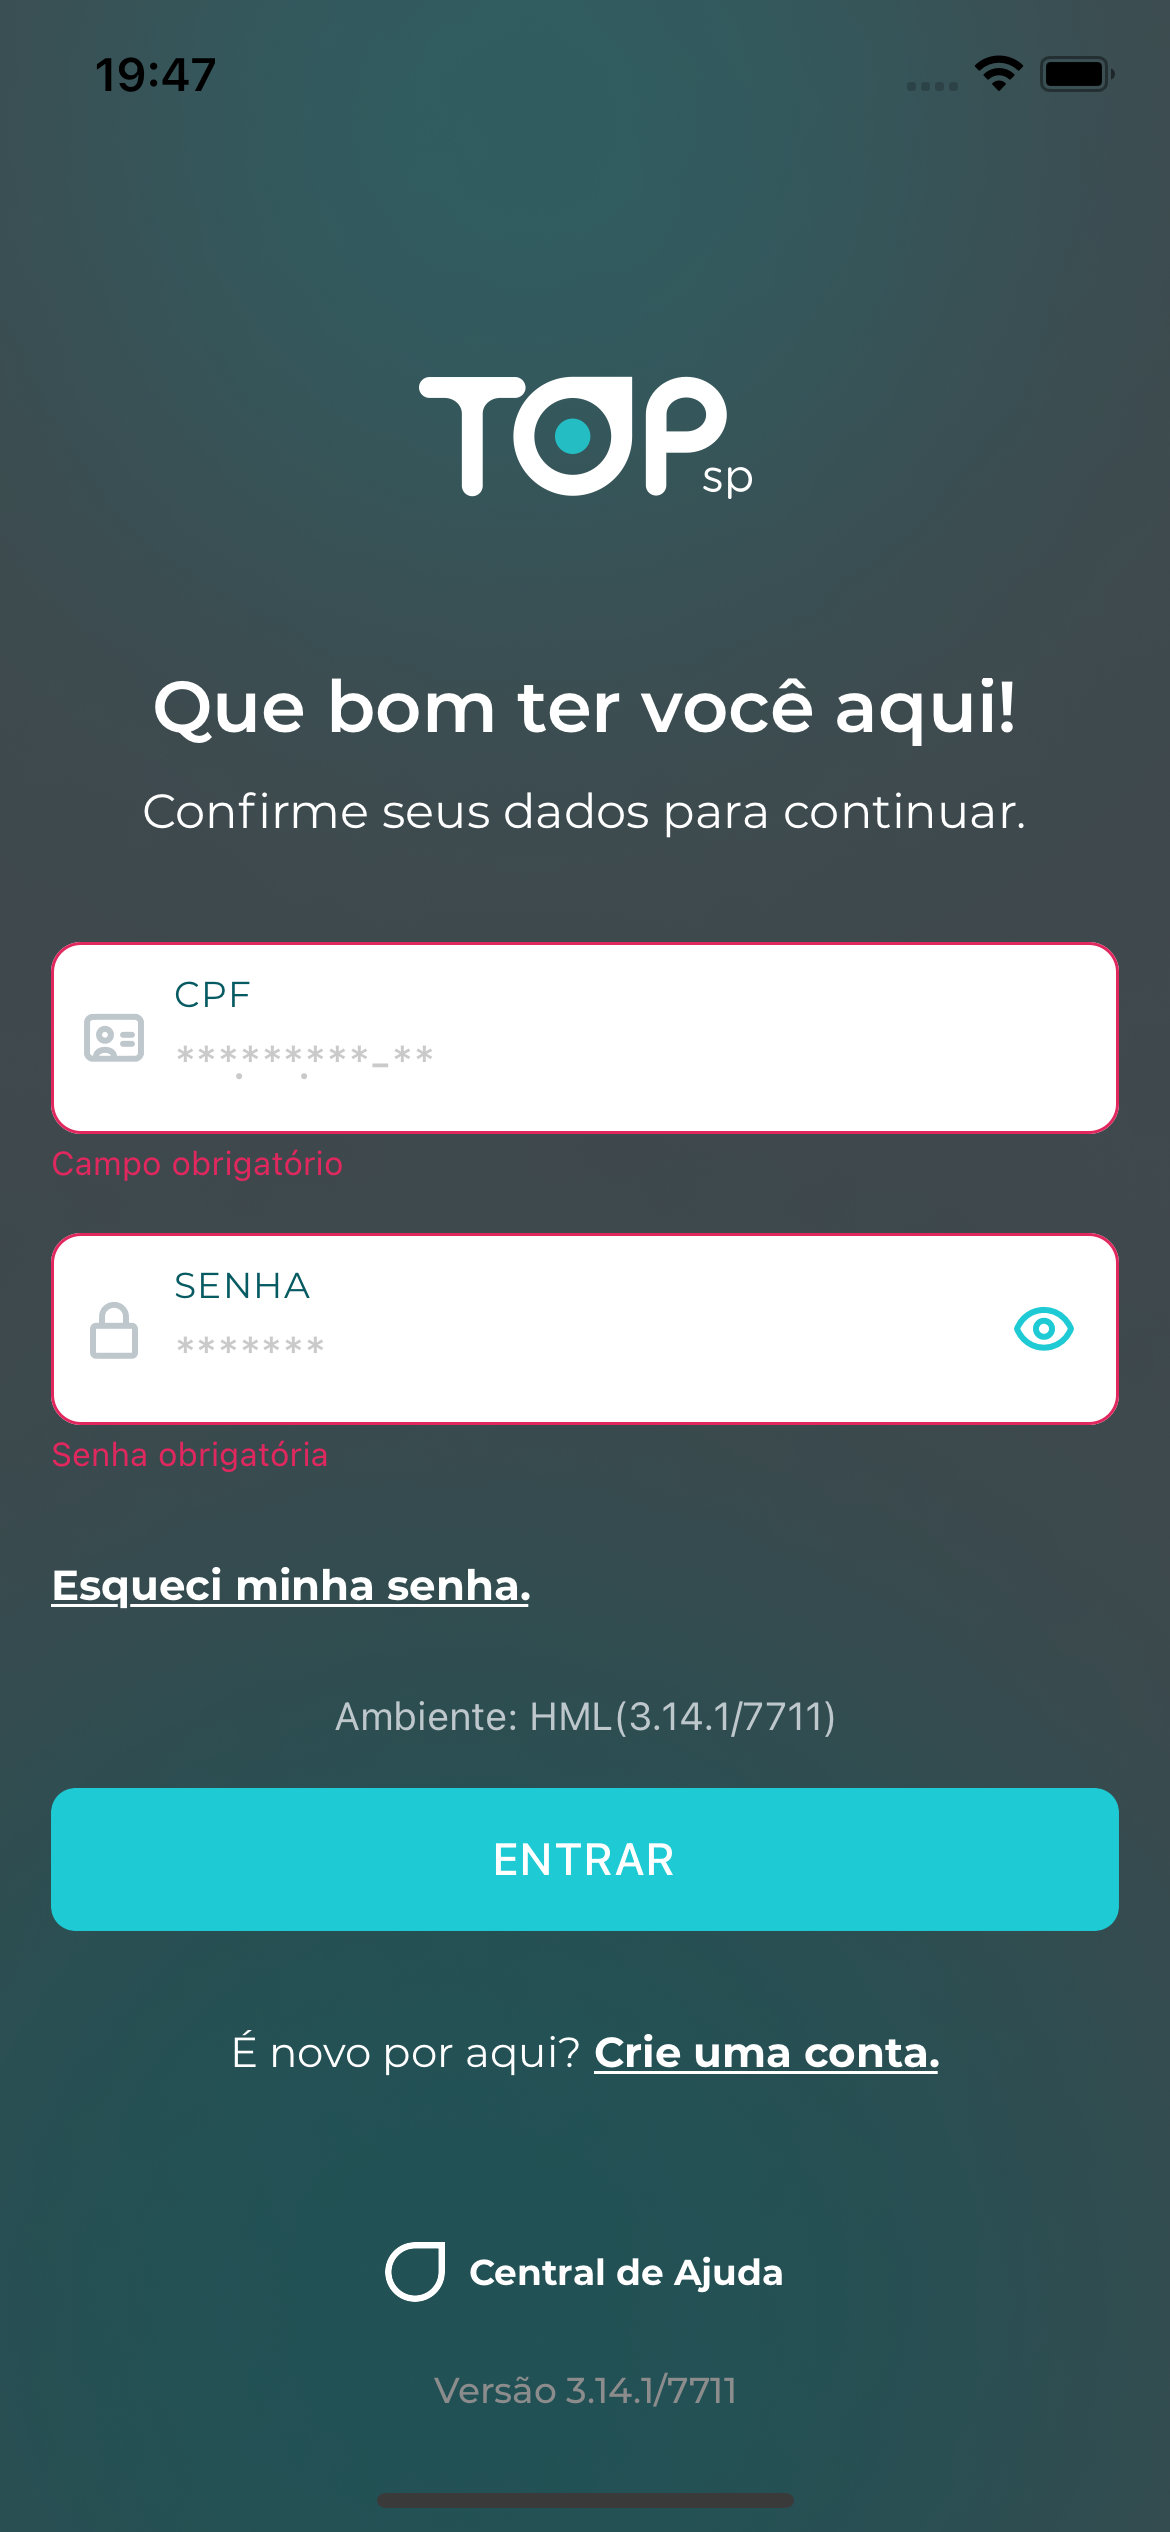 19:47
TOP
sp
Que bom ter você aqui!
Confirme seus dados para continuar.
CPF
***.***.***-**
Campo obrigatório
SENHA
*******
Senha obrigatória
Esqueci minha senha.
Ambiente: HML(3.14.1/7711)
ENTRAR
É novo por aqui? Crie uma conta.
Central de Ajuda
Versão 3.14.1/7711